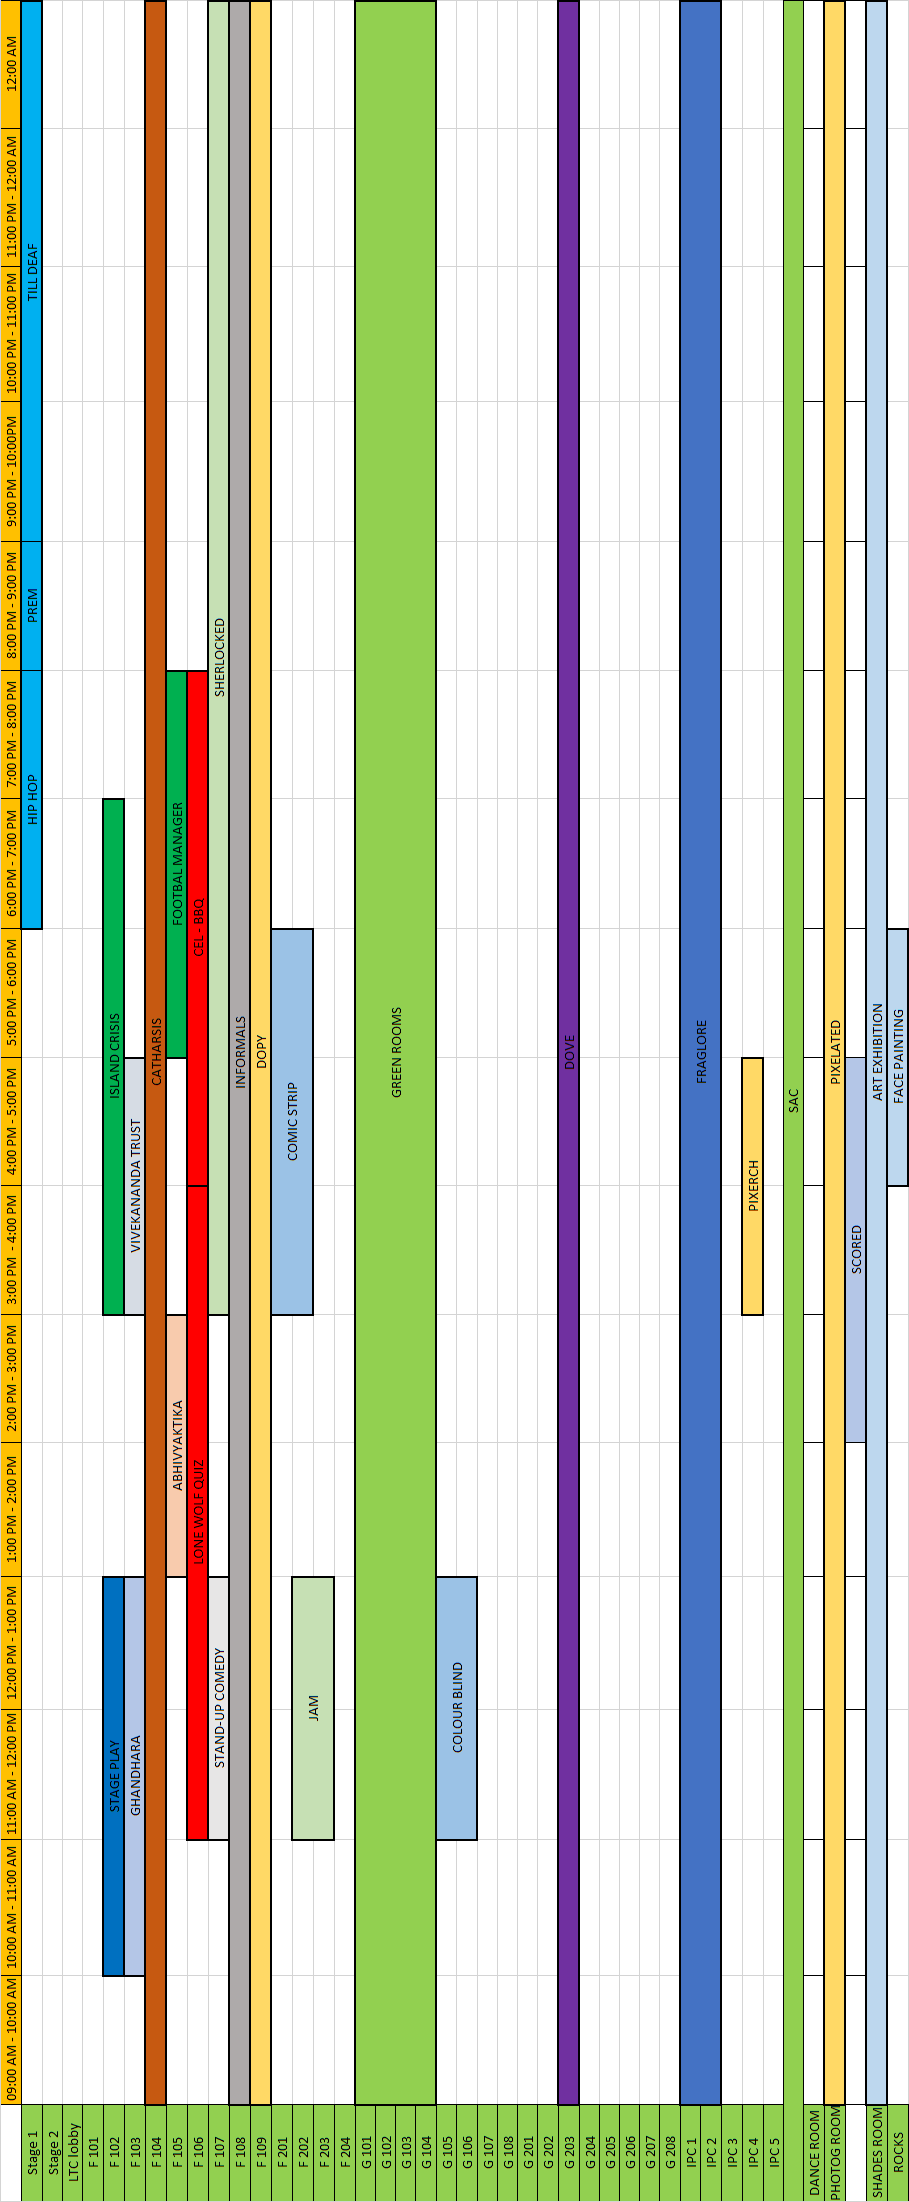 09:00 AM - 10:00 AM
10:00 AM - 11:00 AM
11:00 AM - 12:00 PM
12:00 PM - 1:00 PM
1:00 PM - 2:00 PM
2:00 PM - 3:00 PM
3:00 PM - 4:00 PM
4:00 PM - 5:00 PM
5:00 PM - 6:00 PM
6:00 PM - 7:00 PM
7:00 PM - 8:00 PM
8:00 PM - 9:00 PM
9:00 PM - 10:00PM
10:00 PM - 11:00 PM
11:00 PM - 12:00 AM
12:00 AM
Stage 1
HIP HOP
PREM
TILL DEAF
Stage 2
LTC lobby
F 101
F 102
STAGE PLAY
ISLAND CRISIS
F 103
GHANDHARA
VIVEKANANDA TRUST
F 104
CATHARSIS
F 105
ABHIVYAKTIKA
FOOTBAL MANAGER
F 106
LONE WOLF QUIZ
CEL - BBQ
F 107
STAND-UP COMEDY
SHERLOCKED
F 108
INFORMALS
F 109
DOPY
F 201
COMIC STRIP
F 202
JAM
F 203
F 204
G 101
GREEN ROOMS
G 102
G 103
G 104
G 105
COLOUR BLIND
G 106
G 107
G 108
G 201
G 202
G 203
DOVE
G 204
G 205
G 206
G 207
G 208
IPC 1
FRAGLORE
IPC 2
IPC 3
IPC 4
PIXERCH
IPC 5
SAC
DANCE ROOM
PHOTOG ROOM
PIXELATED
SCORED
SHADES ROOM
ART EXHIBITION
ROCKS
FACE PAINTING